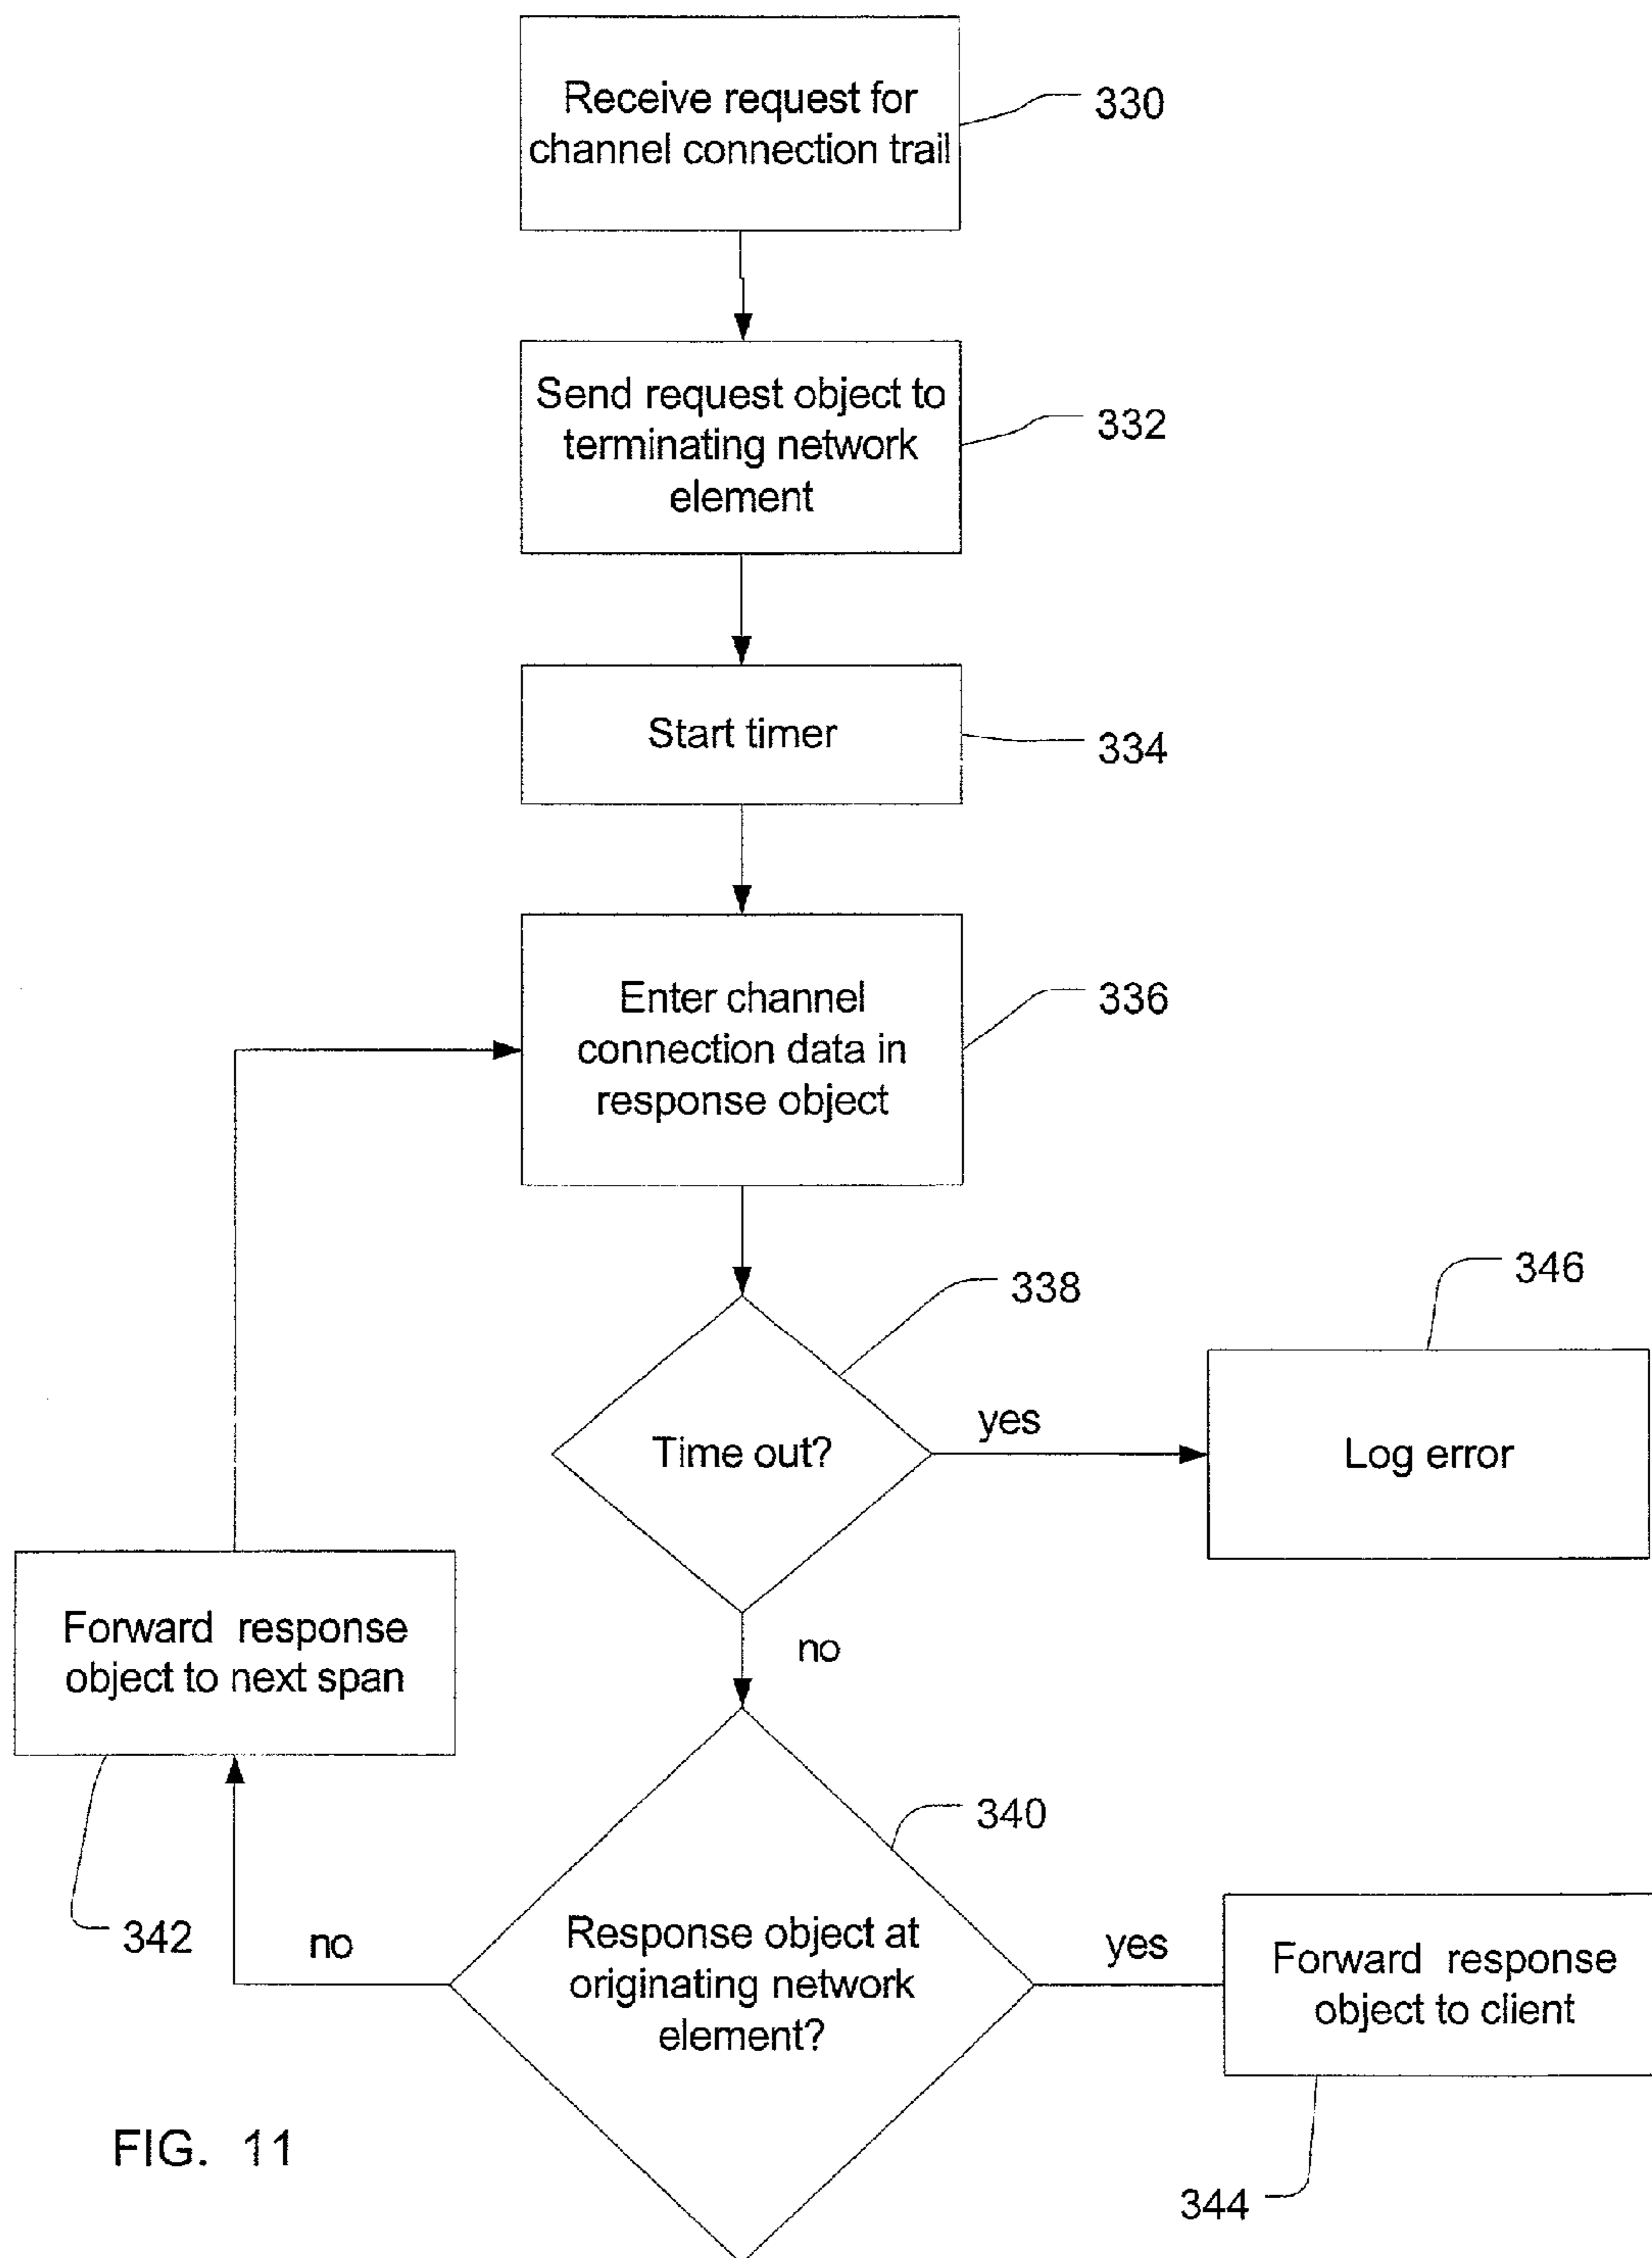 Receive request for
channel connection trail
330
Send request object to
terminating network
element
332
Start timer
334
Enter channel
connection data in
response object
336
338
346
Time out?
yes
Log error
no
Forward response
object to next span
342
340
no
Response object at
originating network
element?
yes
Forward response
object to client
344
FIG. 11